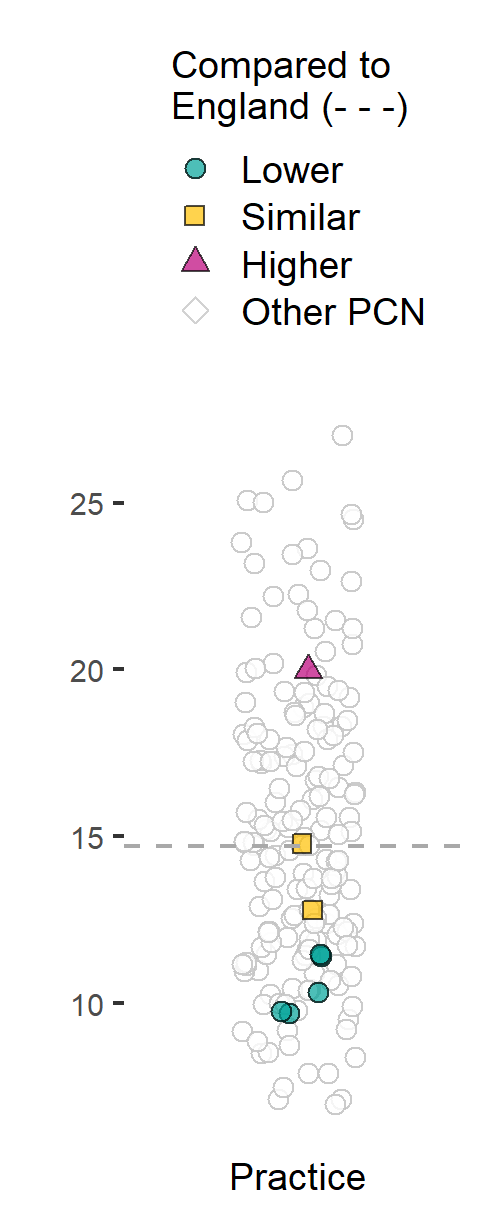 Compared to
England (- - -)
Lower
Similar
Higher
Other PCN
25
20
15
10
Practice